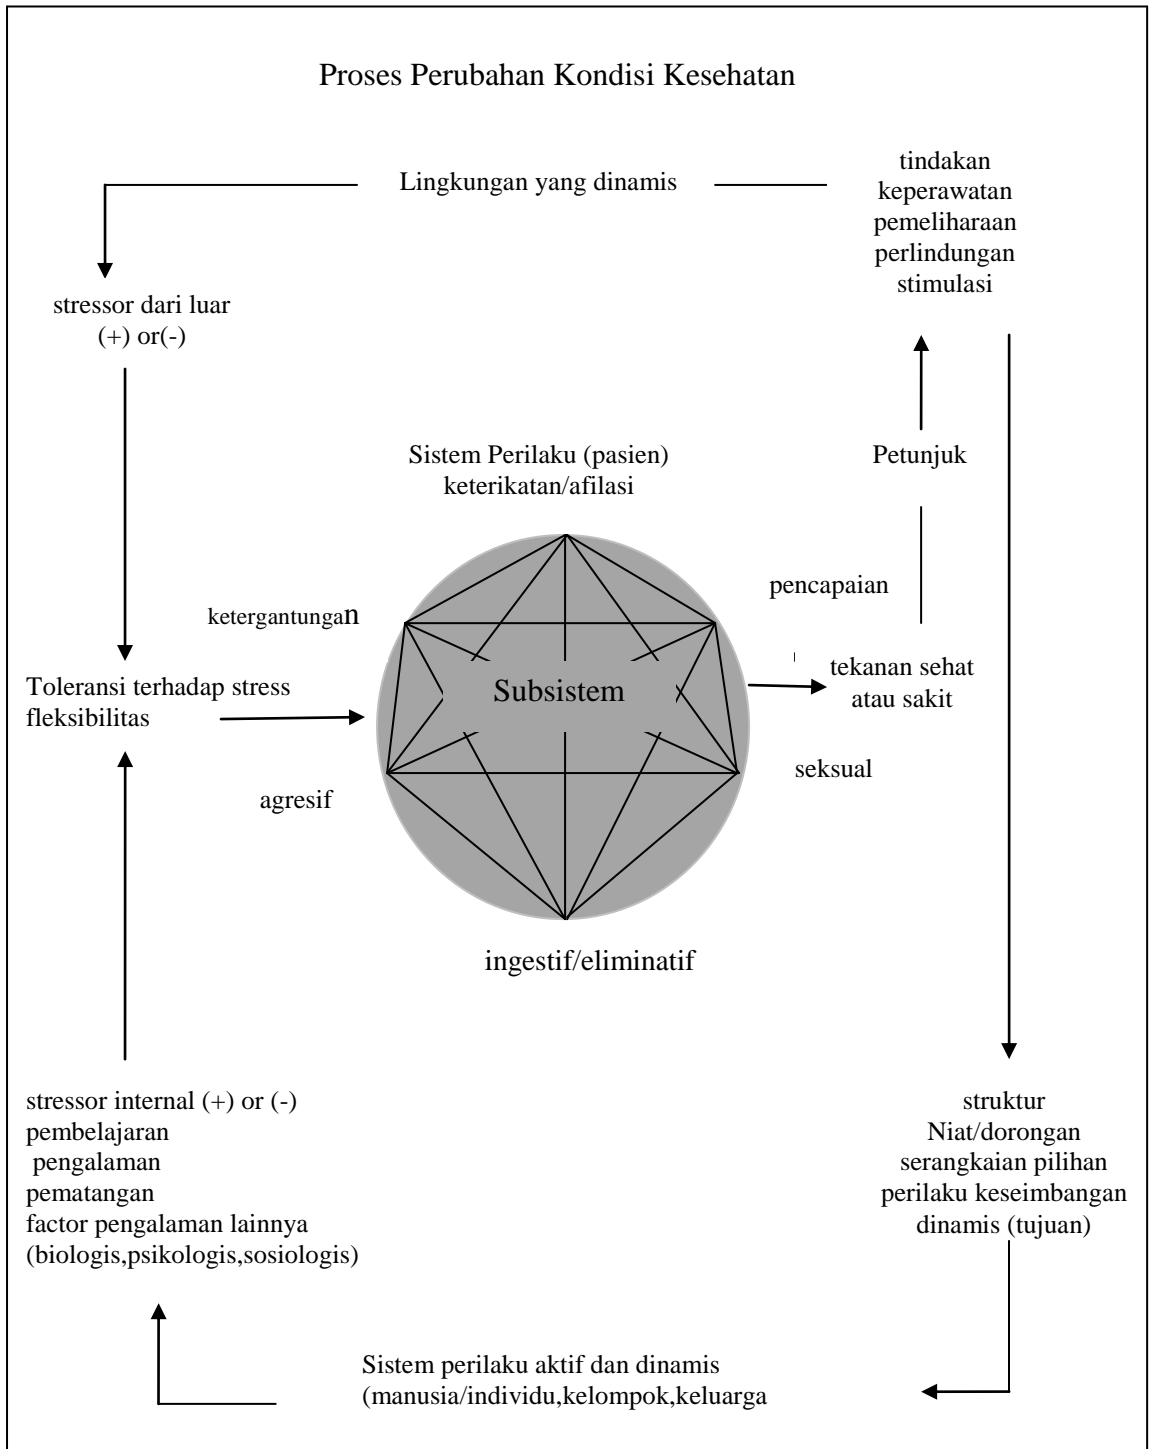 Proses Perubahan Kondisi Kesehatan
Lingkungan yang dinamis
tindakan
keperawatan
pemeliharaan
perlindungan
stimulasi
stressor dari luar
(+) or(-)
Sistem Perilaku (pasien)
keterikatan/afilasi
Petunjuk
pencapaian
ketergantungan
Toleransi terhadap stress
fleksibilitas
Subsistem
tekanan sehat
atau sakit
agresif
seksual
ingestif/eliminatif
stressor internal (+) or (-)
pembelajaran
pengalaman
pematangan
factor pengalaman lainnya
(biologis,psikologis,sosiologis)
struktur
Niat/dorongan
serangkaian pilihan
perilaku keseimbangan
dinamis (tujuan)
Sistem perilaku aktif dan dinamis
(manusia/individu,kelompok,keluarga